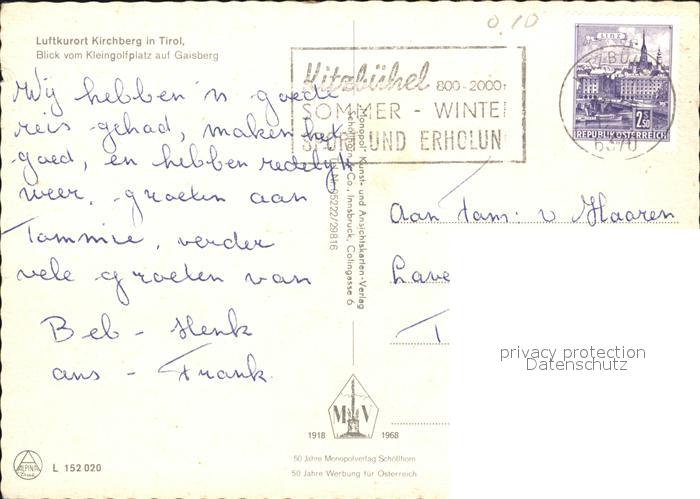 Luftkurort Kirchberg in Tirol,
Blick vom Kleingolfplatz auf Gaisberg
Wij hebben 'n goede
reis gehad, maken het
goed, en hebben redelijk
weer, groeten aan
Tammie, verder
vele groeten van
Beb - Henk
ans - Frank
0.10
Kitzbühel 800-2000
SOMMER - WINTE
SPORT UND ERHOLUN
LINZ
2.50
REPUBLIK ÖSTERREICH
6370
Monopol Kunst- und Ansichtskarten-Verlag
Schöllhorn & Co., Innsbruck, Colingasse 6
Aan Fam: v Haaren
Lave
T
privacy protection
Datenschutz
M V
1918 1968
50 Jahre Monopolverlag Schöllhorn
50 Jahre Werbung für Österreich
ALPINA
Druck
L 152 020